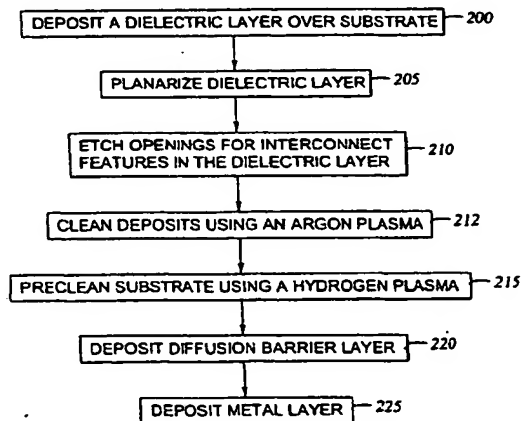 DEPOSIT A DIELECTRIC LAYER OVER SUBSTRATE 200
PLANARIZE DIELECTRIC LAYER 205
ETCH OPENINGS FOR INTERCONNECT
FEATURES IN THE DIELECTRIC LAYER 210
CLEAN DEPOSITS USING AN ARGON PLASMA 212
PRECLEAN SUBSTRATE USING A HYDROGEN PLASMA 215
DEPOSIT DIFFUSION BARRIER LAYER 220
DEPOSIT METAL LAYER 225